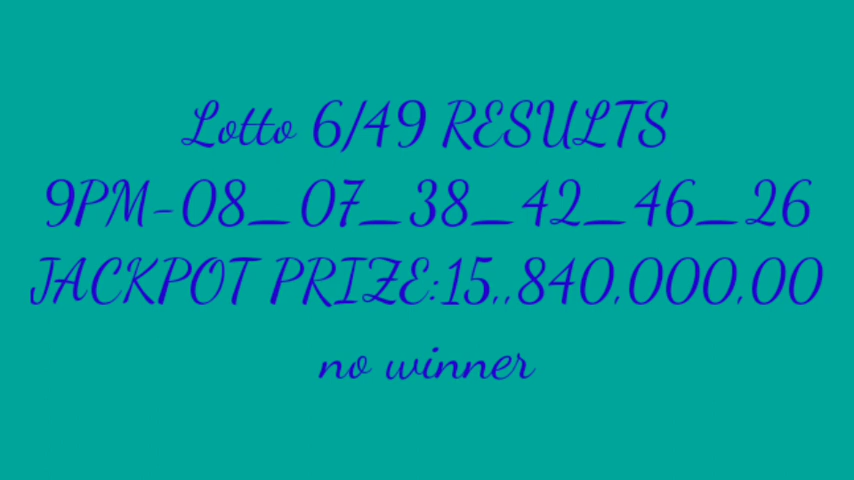 Lotto 6/49 RESULTS
9PM-08_07_38_42_46_26
JACKPOT PRIZE:15,,840,000,00
no winner